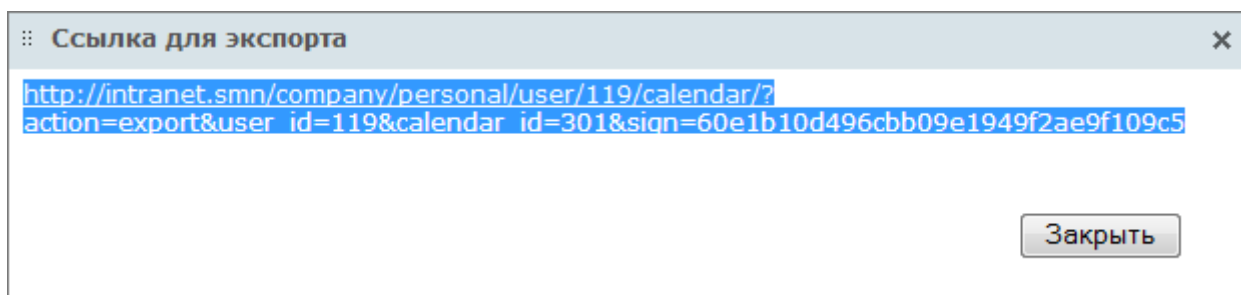 Ссылка для экспорта
http://intranet.smn/company/personal/user/119/calendar/?
action=export&user_id=119&calendar_id=301&sign=60e1b10d496cbb09e1949f2ae9f109c5
Закрыть